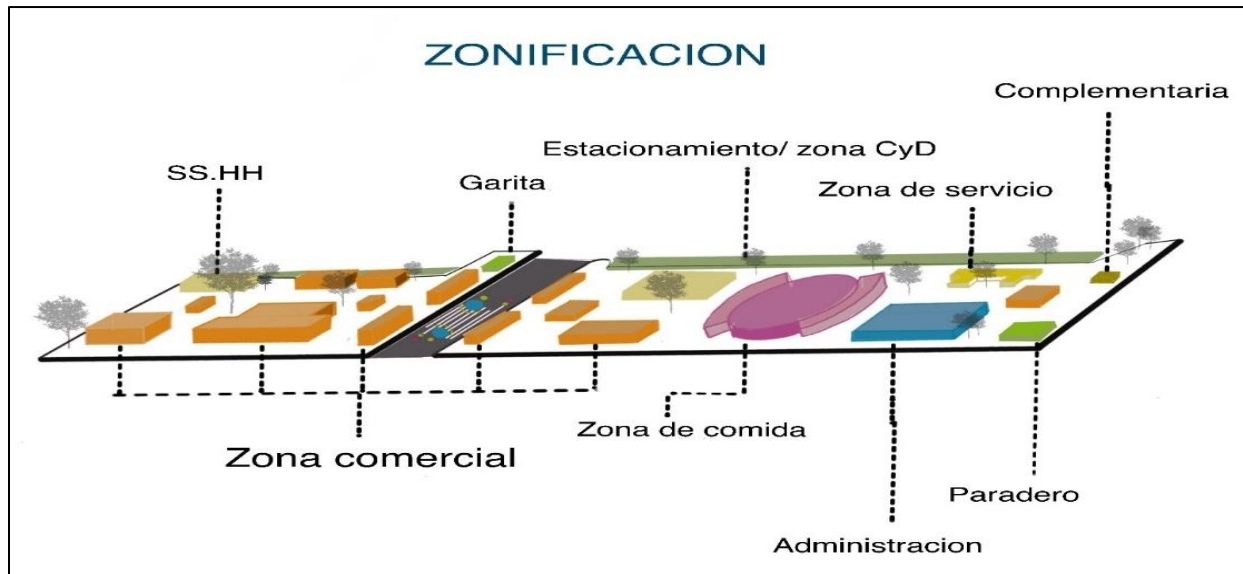 ZONIFICACION
Complementaria
Estacionamiento/ zona CyD
SS.HH
Garita
Zona de servicio
Zona comercial
Zona de comida
Paradero
Administracion